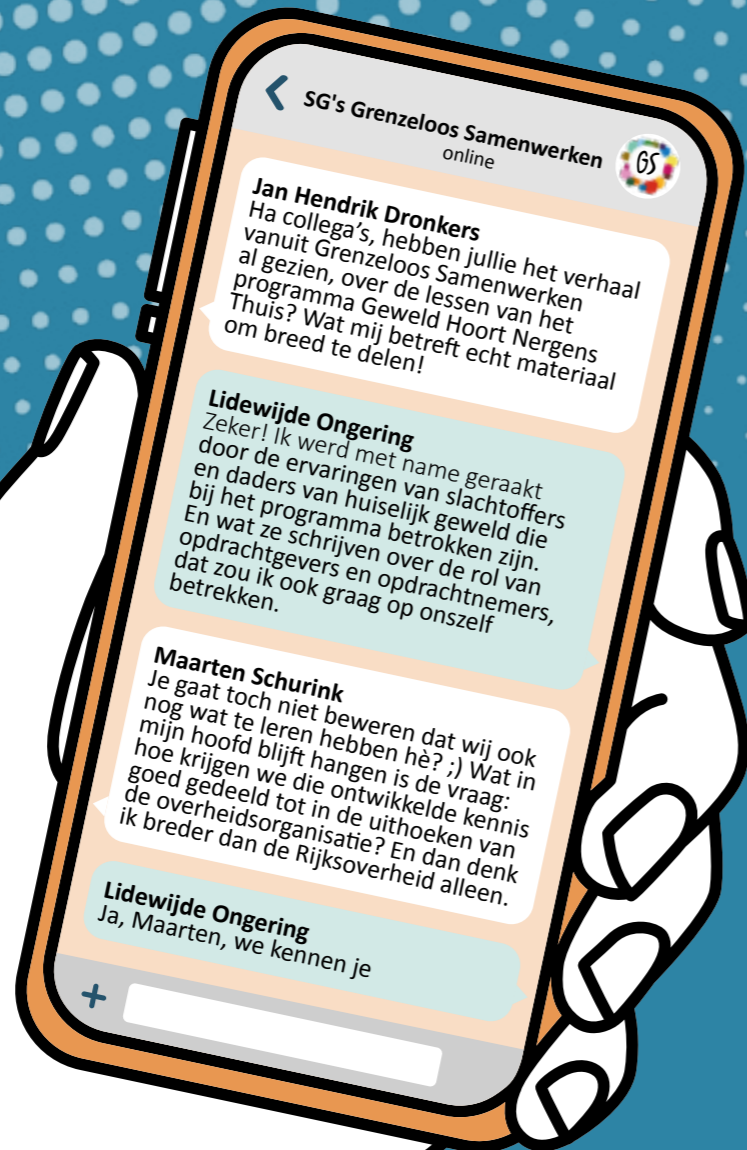 SG's Grenzeloos Samenwerken
online
GS
Jan Hendrik Dronkers
Ha collega's, hebben jullie het verhaal
vanuit Grenzeloos Samenwerken
al gezien, over de lessen van het
programma Geweld Hoort Nergens
Thuis? Wat mij betreft echt materiaal
om breed te delen!
Lidewijde Ongering
Zeker! Ik werd met name geraakt
door de ervaringen van slachtoffers
en daders van huiselijk geweld die
bij het programma betrokken zijn.
En wat ze schrijven over de rol van
opdrachtgevers en opdrachtnemers,
dat zou ik ook graag op onszelf
betrekken.
Maarten Schurink
Je gaat toch niet beweren dat wij ook
nog wat te leren hebben hè? ;) Wat in
mijn hoofd blijft hangen is de vraag:
hoe krijgen we die ontwikkelde kennis
goed gedeeld tot in de uithoeken van
de overheidsorganisatie? En dan denk
ik breder dan de Rijksoverheid alleen.
Lidewijde Ongering
Ja, Maarten, we kennen je